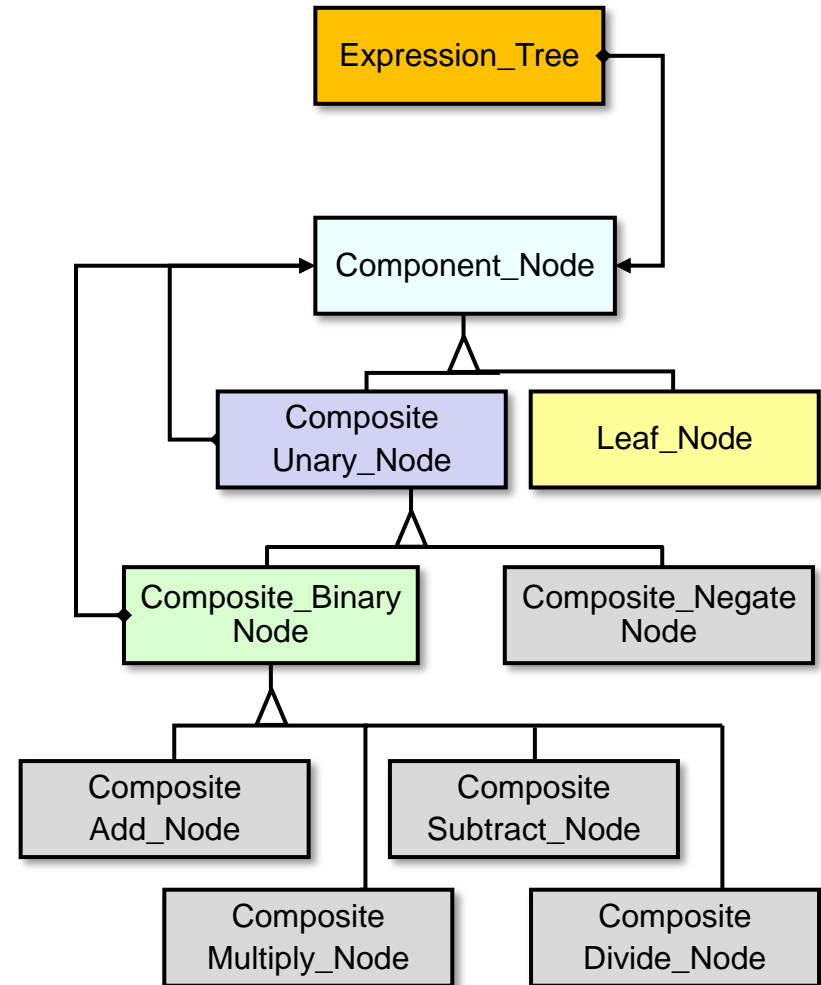 Expression_Tree
Component_Node
Composite
Unary_Node
Leaf_Node
Composite_Binary
Node
Composite_Negate
Node
Composite
Add_Node
Composite
Subtract_Node
Composite
Multiply_Node
Composite
Divide_Node